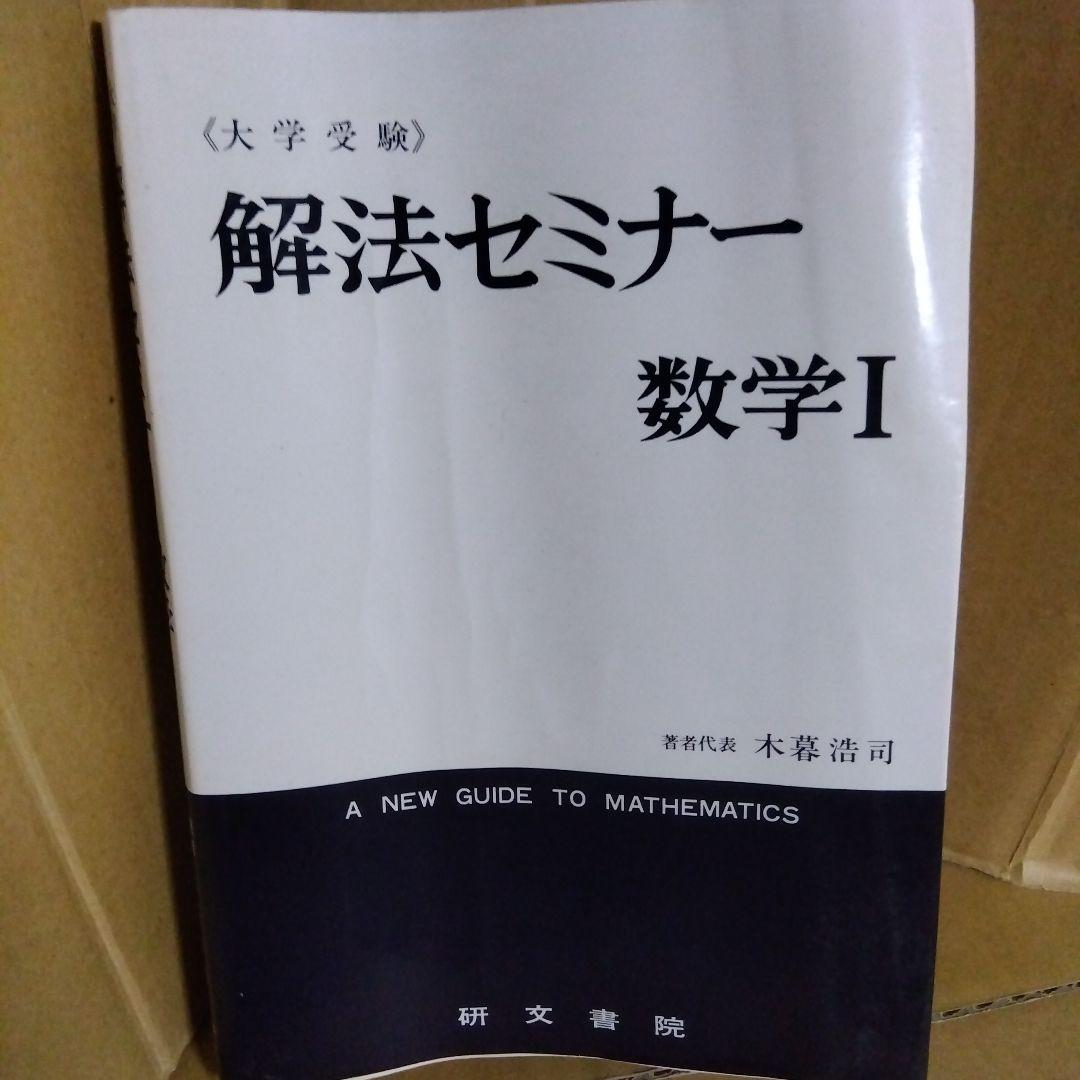 《大学受験》
解法セミナー
数学I
著者代表 木暮浩司
A NEW GUIDE TO MATHEMATICS
研文書院